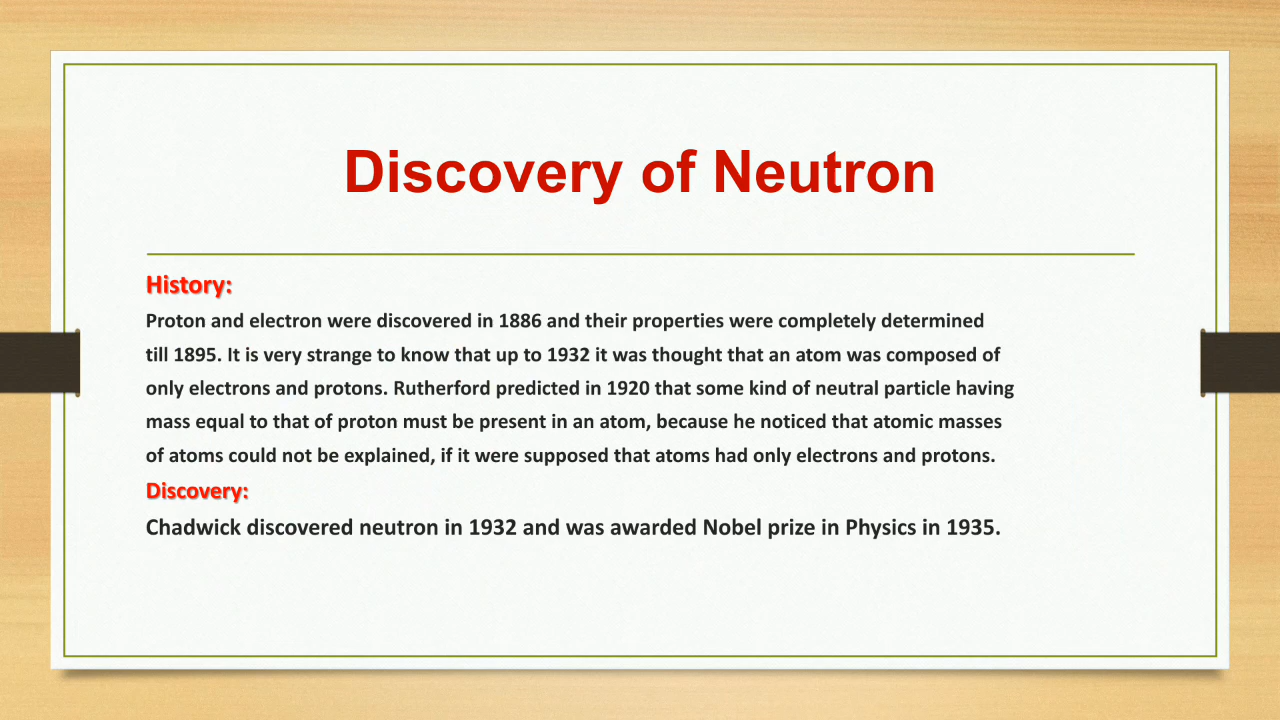 Discovery of Neutron
History:
Proton and electron were discovered in 1886 and their properties were completely determined
till 1895. It is very strange to know that up to 1932 it was thought that an atom was composed of
only electrons and protons. Rutherford predicted in 1920 that some kind of neutral particle having
mass equal to that of proton must be present in an atom, because he noticed that atomic masses
of atoms could not be explained, if it were supposed that atoms had only electrons and protons.
Discovery:
Chadwick discovered neutron in 1932 and was awarded Nobel prize in Physics in 1935.